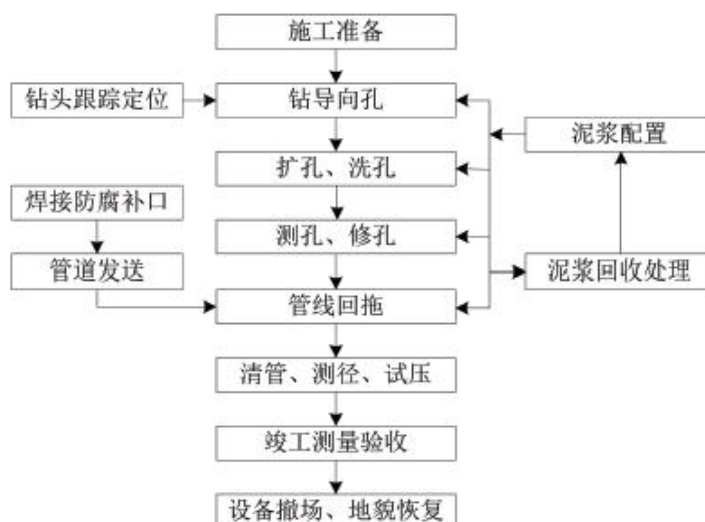 施工准备
钻头跟踪定位
钻导向孔
泥浆配置
扩孔、洗孔
焊接防腐补口
测孔、修孔
管道发送
泥浆回收处理
管线回拖
清管、测径、试压
竣工测量验收
设备撤场、地貌恢复